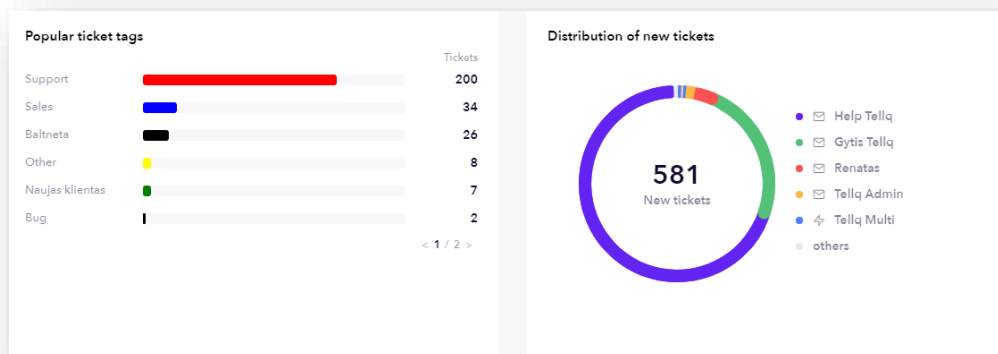 Popular ticket tags
Tickets
Support 200
Sales 34
Baltneta 26
Other 8
Naujas klientas 7
Bug 2
< 1 / 2 >
Distribution of new tickets
581
New tickets
Help Tellq
Gytis Tellq
Renatas
Tellq Admin
Tellq Multi
others